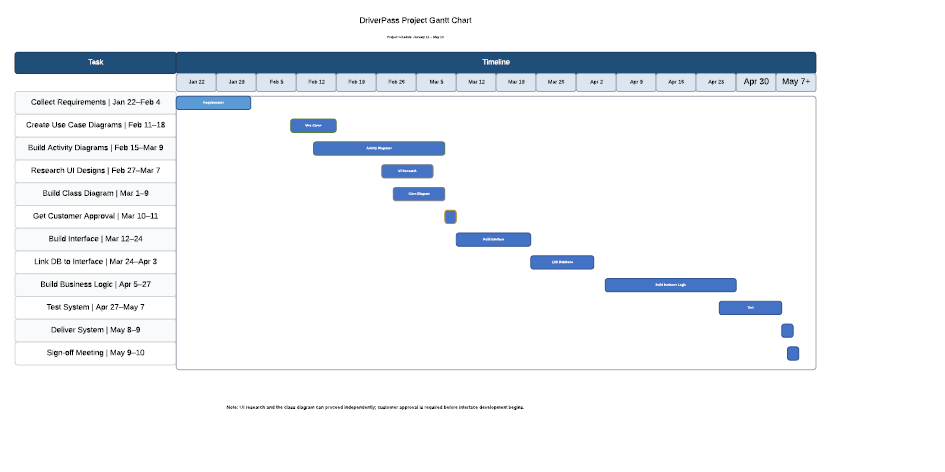 DriverPass Project Gantt Chart
Project Schedule: January 22 – May 10
Task
Timeline
Jan 22
Jan 29
Feb 5
Feb 12
Feb 19
Feb 26
Mar 5
Mar 12
Mar 19
Mar 26
Apr 2
Apr 9
Apr 16
Apr 23
Apr 30
May 7+
Collect Requirements | Jan 22–Feb 4
Requirements
Create Use Case Diagrams | Feb 11–18
Use Cases
Build Activity Diagrams | Feb 15–Mar 9
Activity Diagrams
Research UI Designs | Feb 27–Mar 7
UI Research
Build Class Diagram | Mar 1–9
Class Diagram
Get Customer Approval | Mar 10–11
Build Interface | Mar 12–24
Build Interface
Link DB to Interface | Mar 24–Apr 3
Link Database
Build Business Logic | Apr 5–27
Build Business Logic
Test System | Apr 27–May 7
Test
Deliver System | May 8–9
Sign-off Meeting | May 9–10
Note: UI research and the class diagram can proceed independently; customer approval is required before interface development begins.